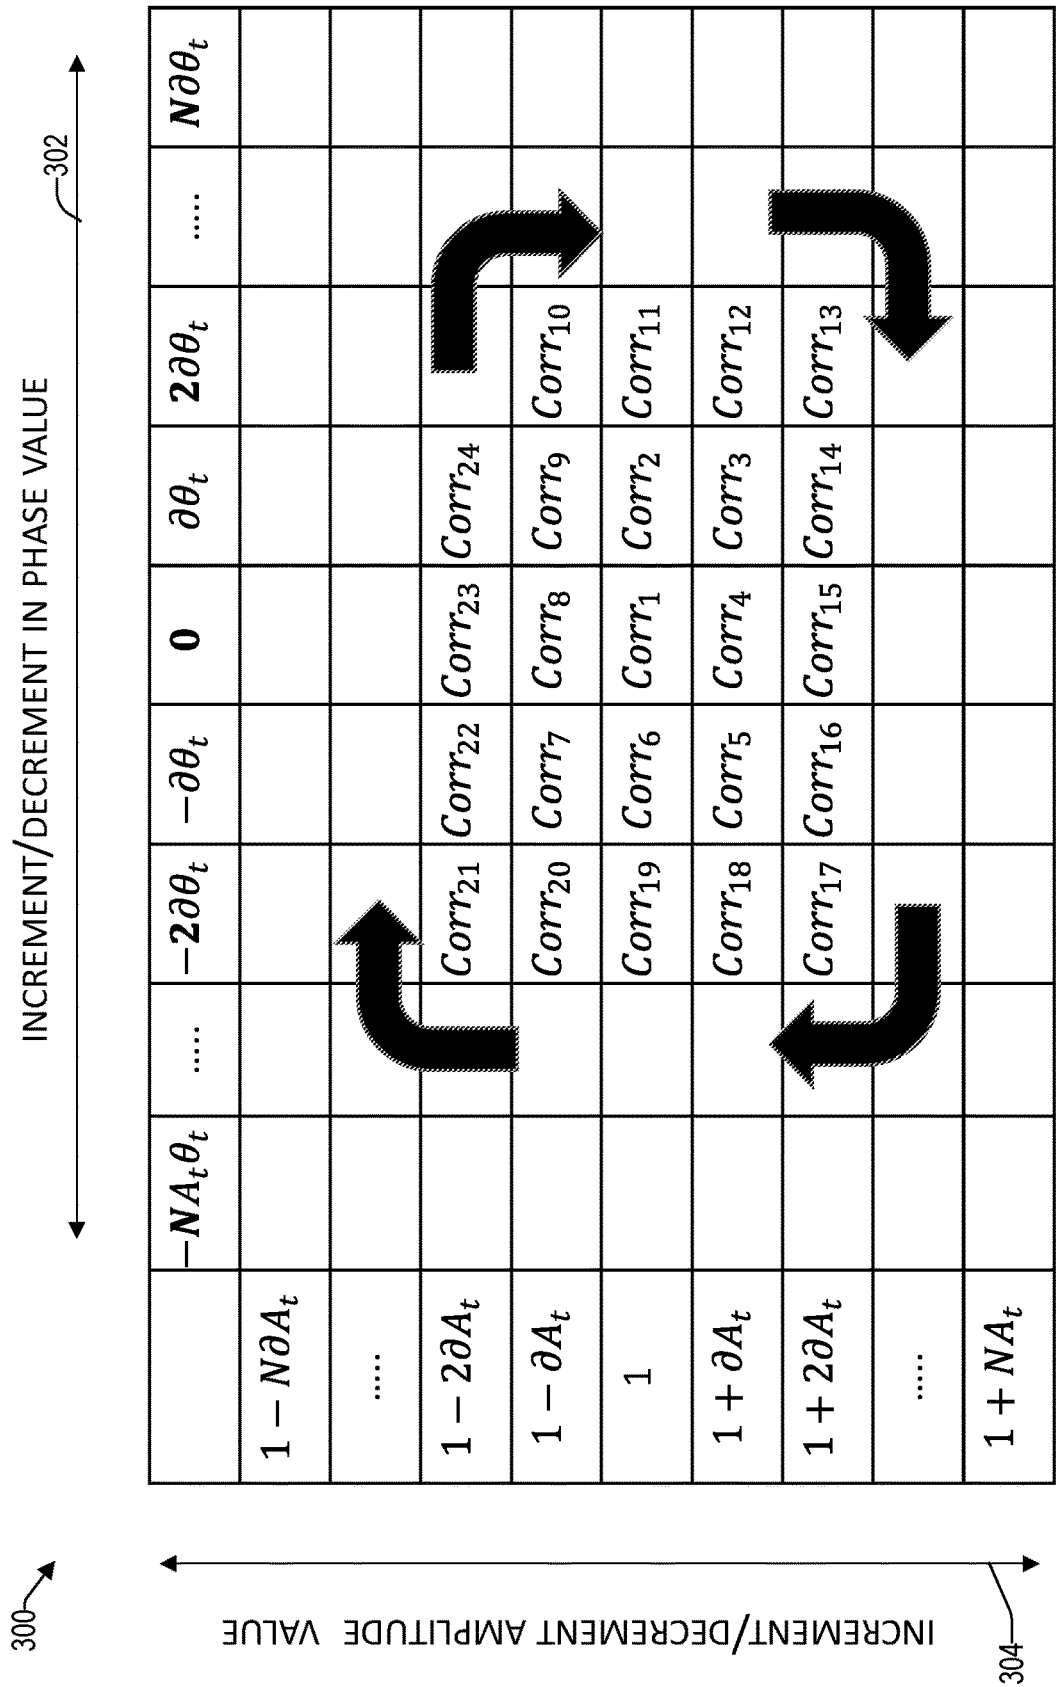 300
INCREMENT/DECREMENT IN PHASE VALUE
302
INCREMENT/DECREMENT AMPLITUDE VALUE
304
−NA_tθ_t ..... −2∂θ_t −∂θ_t 0 ∂θ_t 2∂θ_t ..... N∂θ_t
1 − N∂A_t
.....
1 − 2∂A_t Corr_21 Corr_22 Corr_23 Corr_24
1 − ∂A_t Corr_20 Corr_7 Corr_8 Corr_9 Corr_10
1 Corr_19 Corr_6 Corr_1 Corr_2 Corr_11
1 + ∂A_t Corr_18 Corr_5 Corr_4 Corr_3 Corr_12
1 + 2∂A_t Corr_17 Corr_16 Corr_15 Corr_14 Corr_13
.....
1 + NA_t